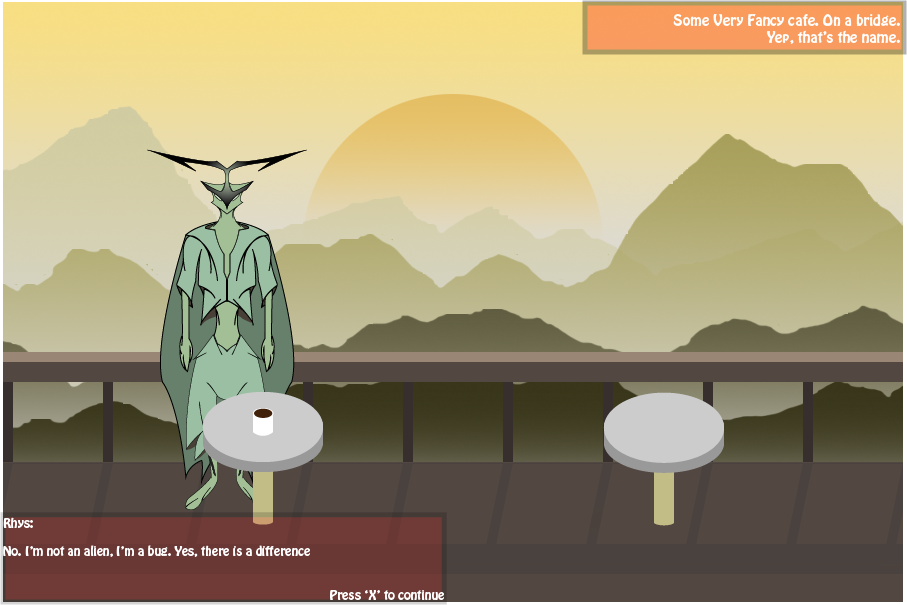 Some Very Fancy cafe. On a bridge.
Yep, that's the name.
Rhys:
No. I'm not an alien, I'm a bug. Yes, there is a difference
Press 'X' to continue